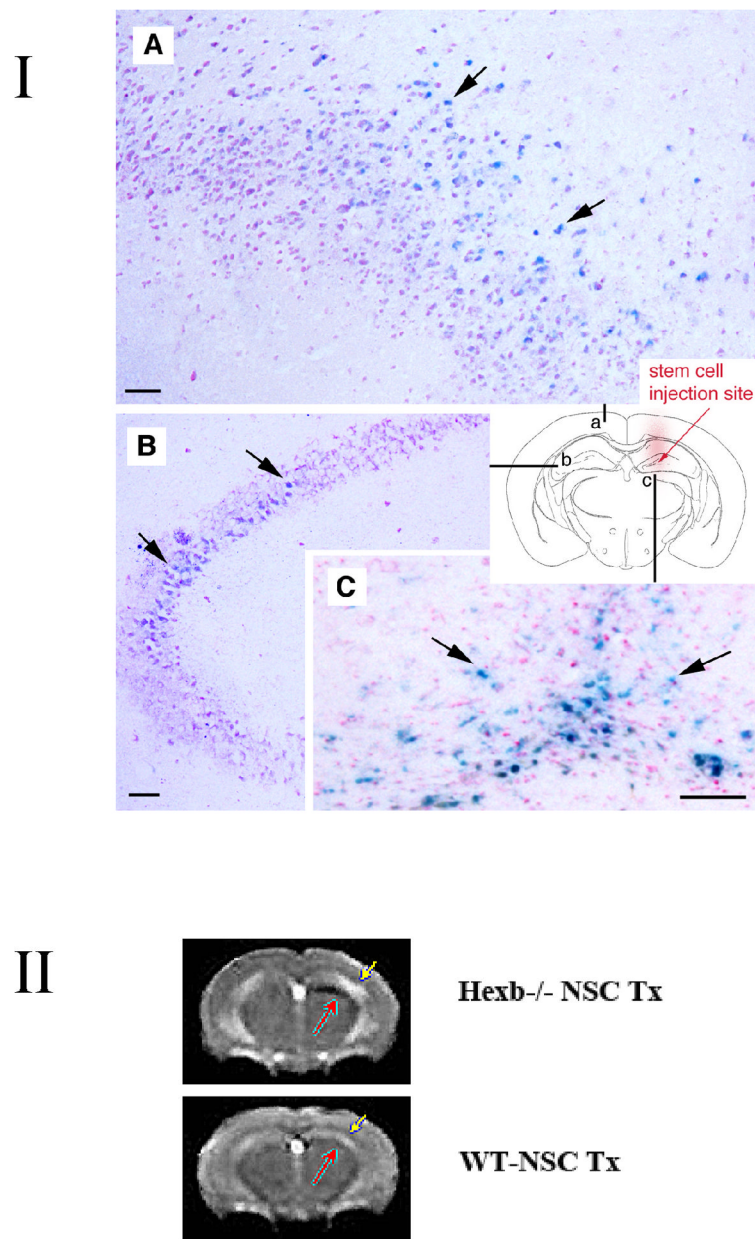 I
A
stem cell
injection site
a
b
c
B
C
II
Hexb-/- NSC Tx
WT-NSC Tx